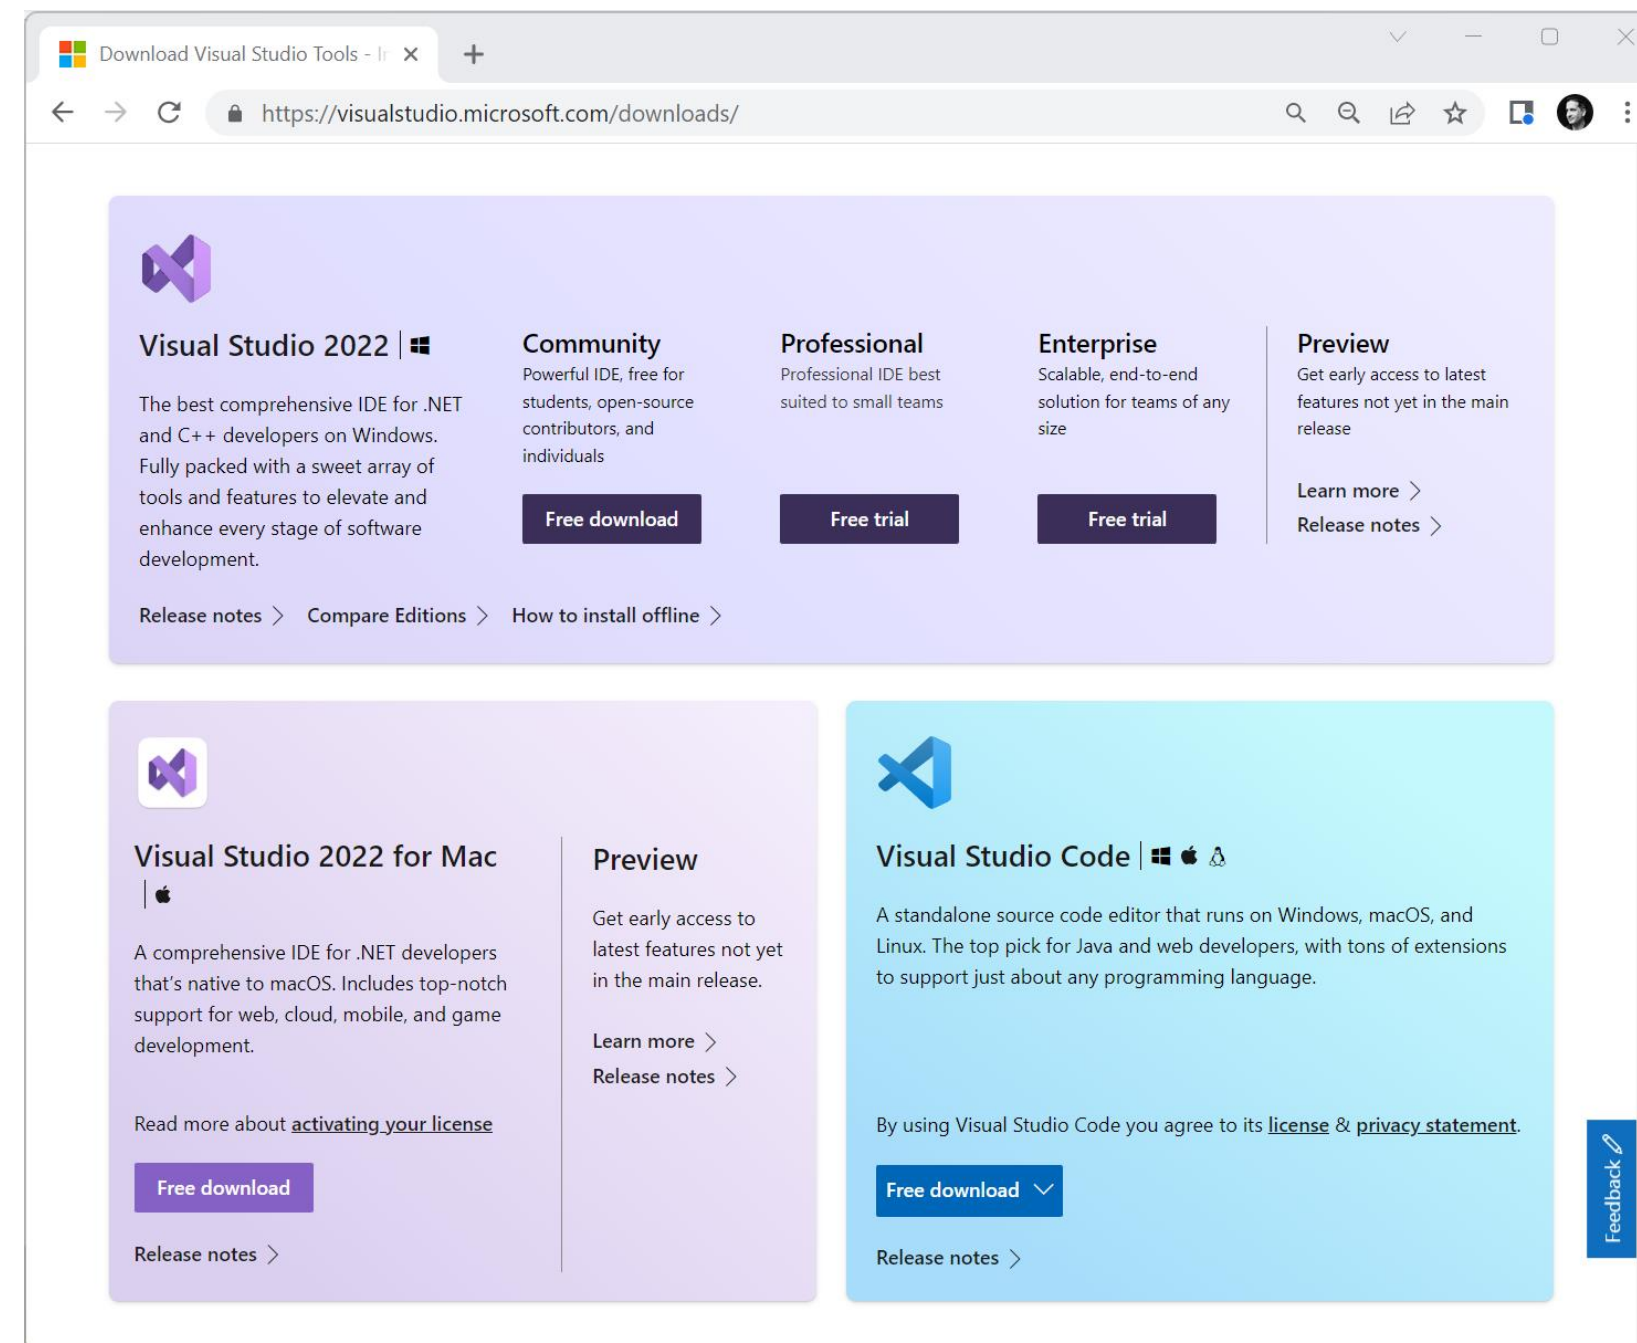 Download Visual Studio Tools - In
https://visualstudio.microsoft.com/downloads/
Visual Studio 2022
The best comprehensive IDE for .NET
and C++ developers on Windows.
Fully packed with a sweet array of
tools and features to elevate and
enhance every stage of software
development.
Community
Powerful IDE, free for
students, open-source
contributors, and
individuals
Free download
Professional
Professional IDE best
suited to small teams
Free trial
Enterprise
Scalable, end-to-end
solution for teams of any
size
Free trial
Preview
Get early access to latest
features not yet in the main
release
Learn more
Release notes
Release notes Compare Editions How to install offline
Visual Studio 2022 for Mac
A comprehensive IDE for .NET developers
that's native to macOS. Includes top-notch
support for web, cloud, mobile, and game
development.
Read more about activating your license
Free download
Release notes
Preview
Get early access to
latest features not yet
in the main release.
Learn more
Release notes
Visual Studio Code
A standalone source code editor that runs on Windows, macOS, and
Linux. The top pick for Java and web developers, with tons of extensions
to support just about any programming language.
By using Visual Studio Code you agree to its license & privacy statement.
Free download
Release notes
Feedback